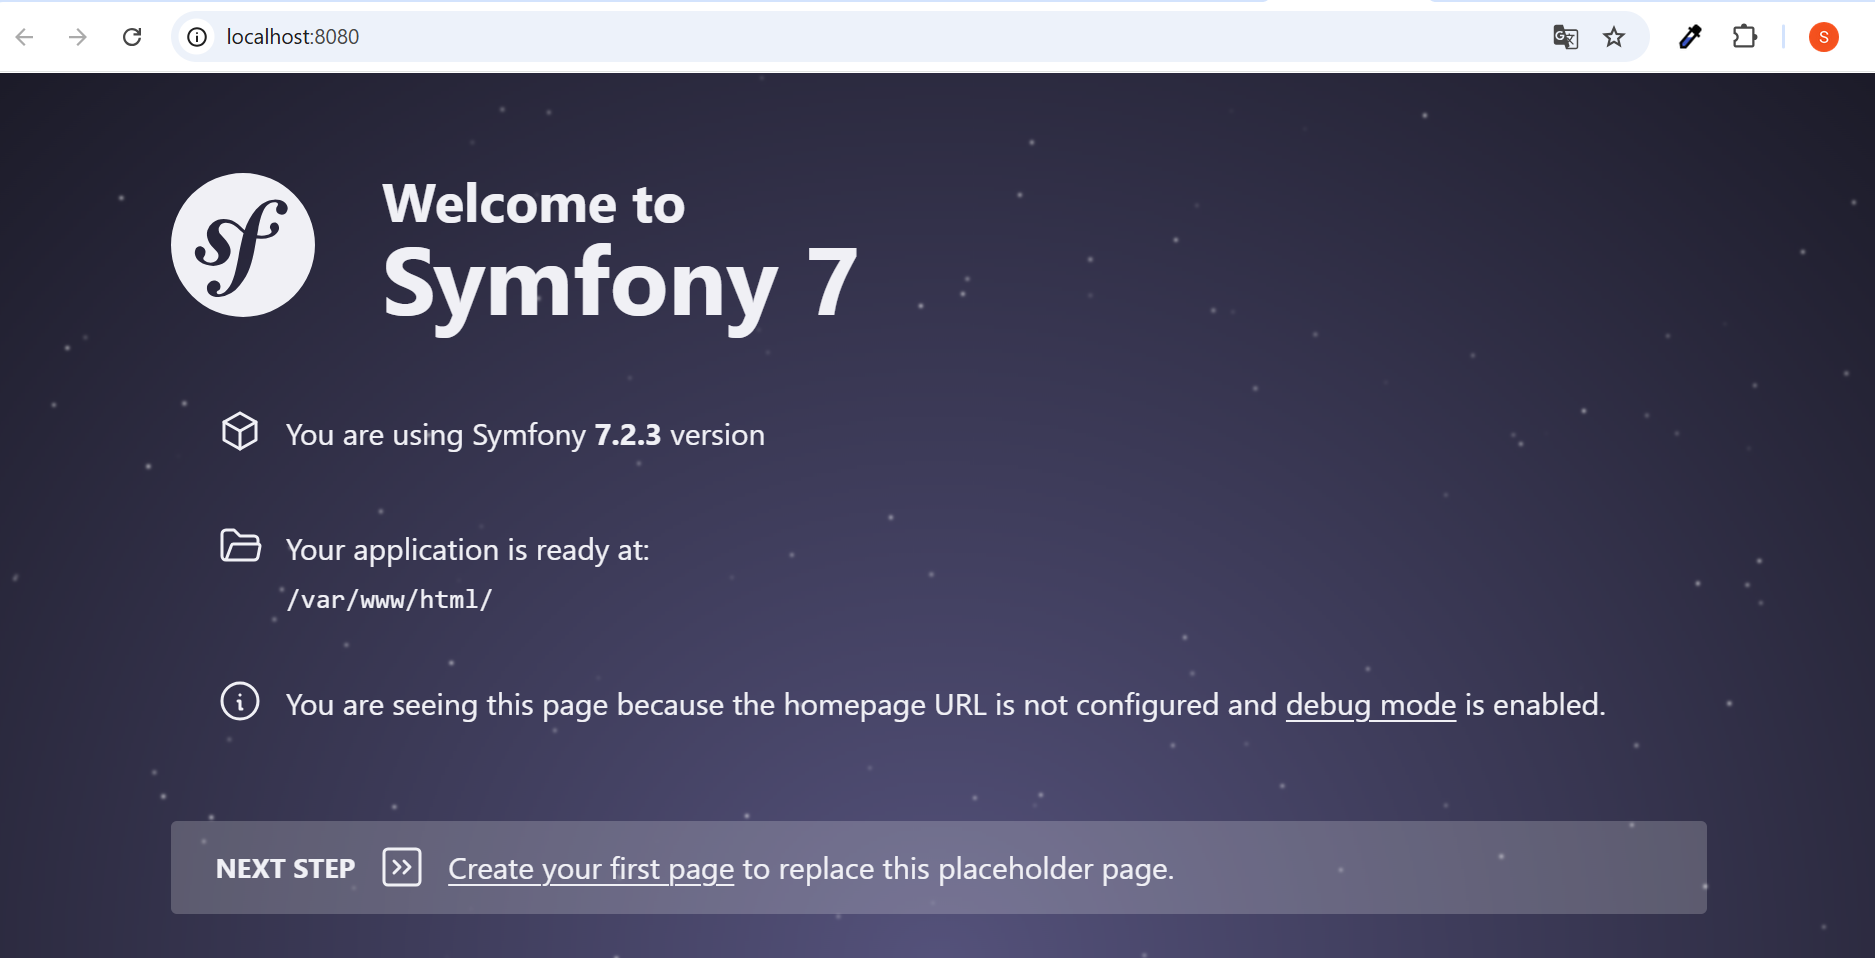 localhost:8080
S
sf
Welcome to
Symfony 7
You are using Symfony 7.2.3 version
Your application is ready at:
/var/www/html/
You are seeing this page because the homepage URL is not configured and debug mode is enabled.
NEXT STEP Create your first page to replace this placeholder page.